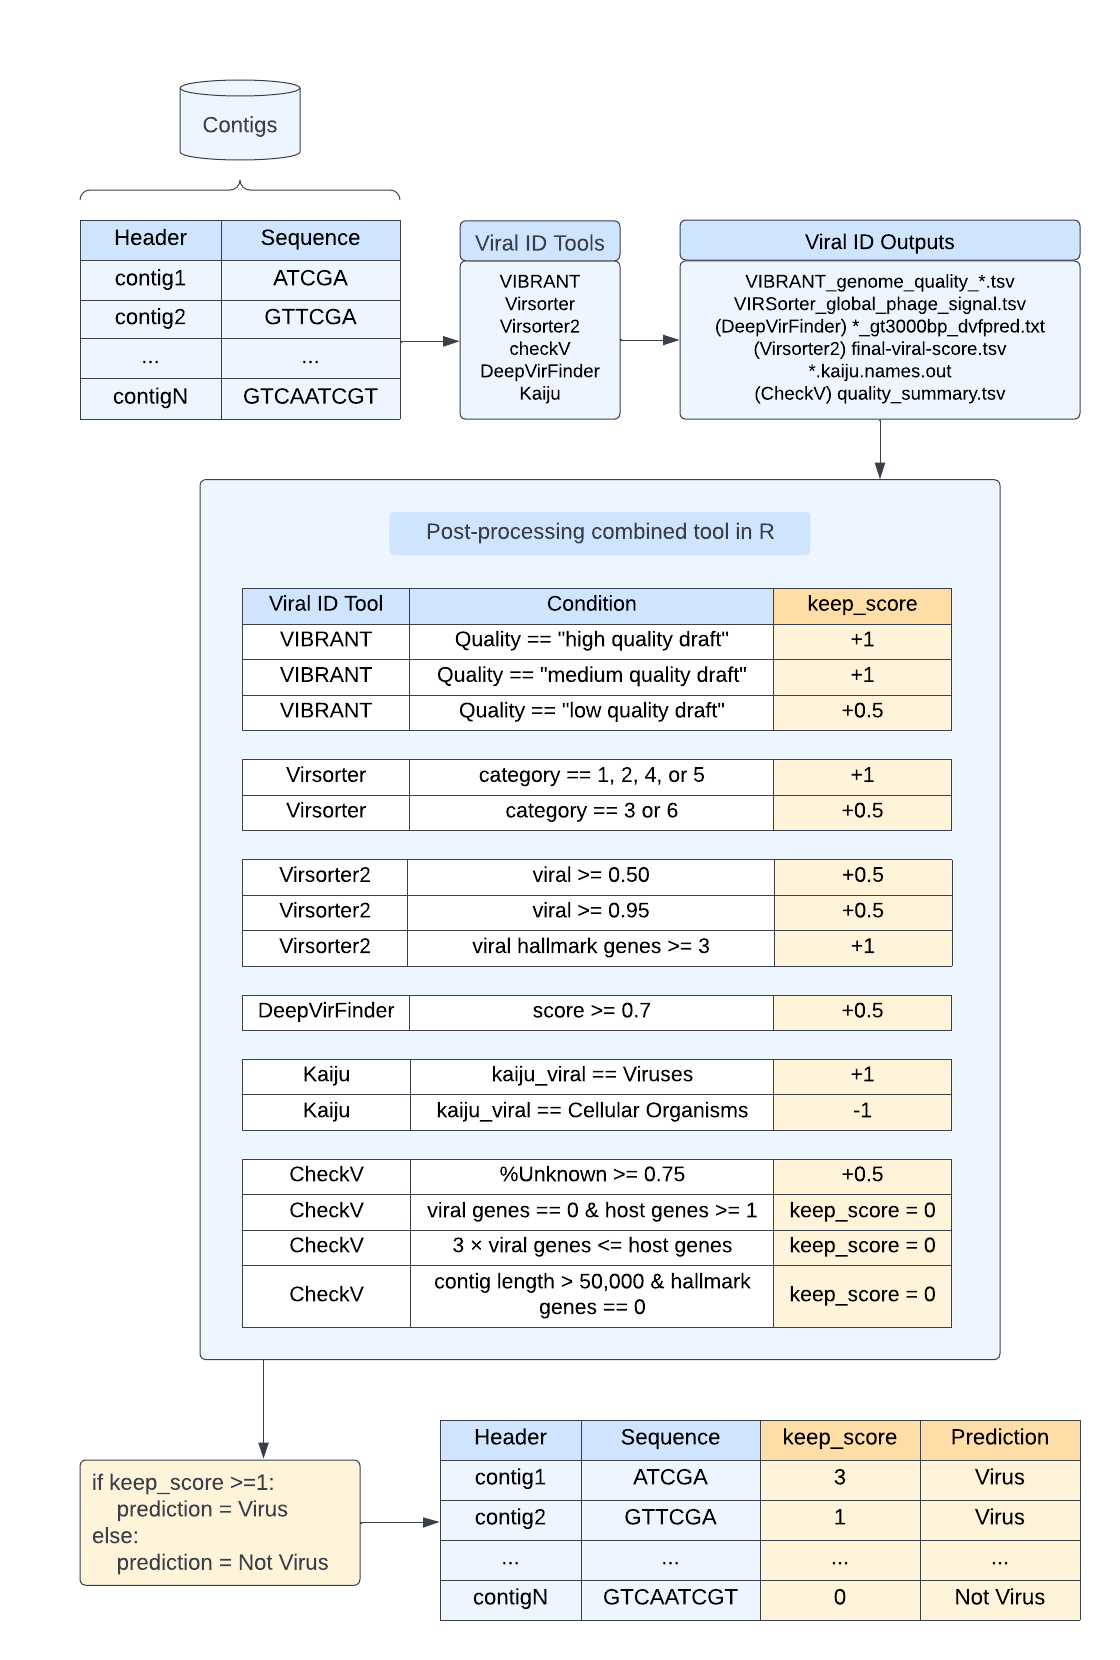 Contigs
Header Sequence
contig1 ATCGA
contig2 GTTCGA
... ...
contigN GTCAATCGT
Viral ID Tools
VIBRANT
Virsorter
Virsorter2
checkV
DeepVirFinder
Kaiju
Viral ID Outputs
VIBRANT_genome_quality_*.tsv
VIRSorter_global_phage_signal.tsv
(DeepVirFinder) *_gt3000bp_dvfpred.txt
(Virsorter2) final-viral-score.tsv
*.kaiju.names.out
(CheckV) quality_summary.tsv
Post-processing combined tool in R
Viral ID Tool Condition keep_score
VIBRANT Quality == "high quality draft" +1
VIBRANT Quality == "medium quality draft" +1
VIBRANT Quality == "low quality draft" +0.5
Virsorter category == 1, 2, 4, or 5 +1
Virsorter category == 3 or 6 +0.5
Virsorter2 viral >= 0.50 +0.5
Virsorter2 viral >= 0.95 +0.5
Virsorter2 viral hallmark genes >= 3 +1
DeepVirFinder score >= 0.7 +0.5
Kaiju kaiju_viral == Viruses +1
Kaiju kaiju_viral == Cellular Organisms -1
CheckV %Unknown >= 0.75 +0.5
CheckV viral genes == 0 & host genes >= 1 keep_score = 0
CheckV 3 × viral genes <= host genes keep_score = 0
CheckV contig length > 50,000 & hallmark
genes == 0 keep_score = 0
if keep_score >=1:
prediction = Virus
else:
prediction = Not Virus
Header Sequence keep_score Prediction
contig1 ATCGA 3 Virus
contig2 GTTCGA 1 Virus
... ... ... ...
contigN GTCAATCGT 0 Not Virus